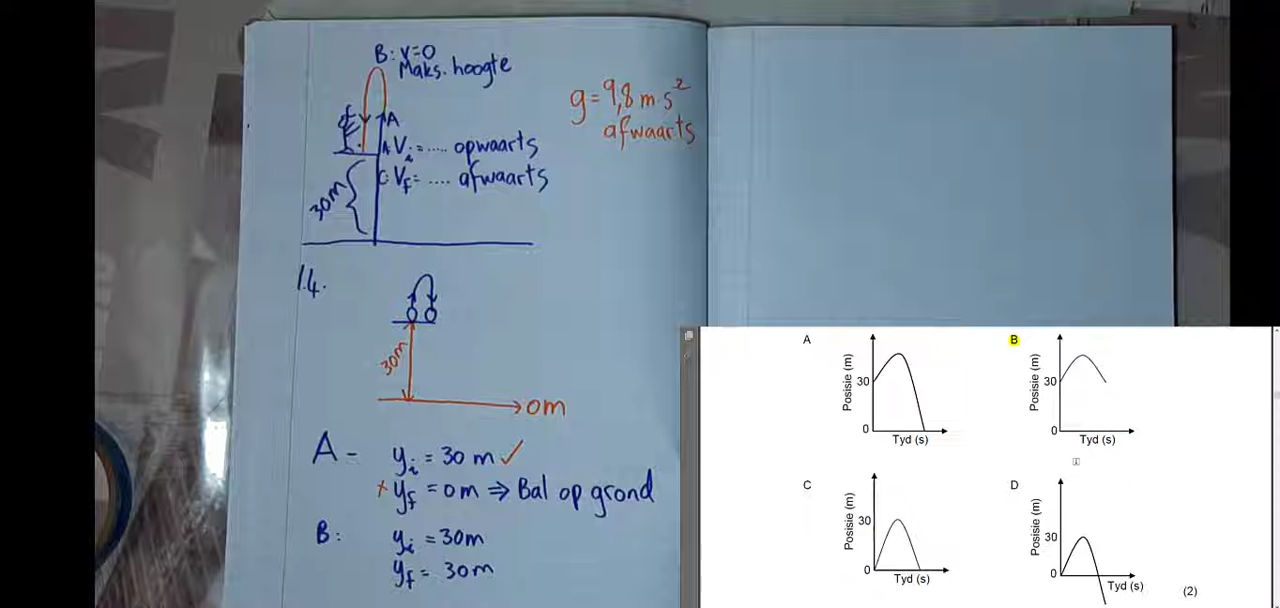 B: v=0
Maks. hoogte
A
A Vi = .... opwaarts
C Vf = .... afwaarts
30m
g = 9,8 m·s²
afwaarts
1.4.
30m
0m
A - yi = 30 m ✓
× yf = 0m ⇒ Bal op grond
B: yi = 30m
yf = 30m
A
Posisie (m)
30
0
Tyd (s)
B
Posisie (m)
30
0
Tyd (s)
C
Posisie (m)
30
0
Tyd (s)
D
Posisie (m)
30
0
Tyd (s)
(2)